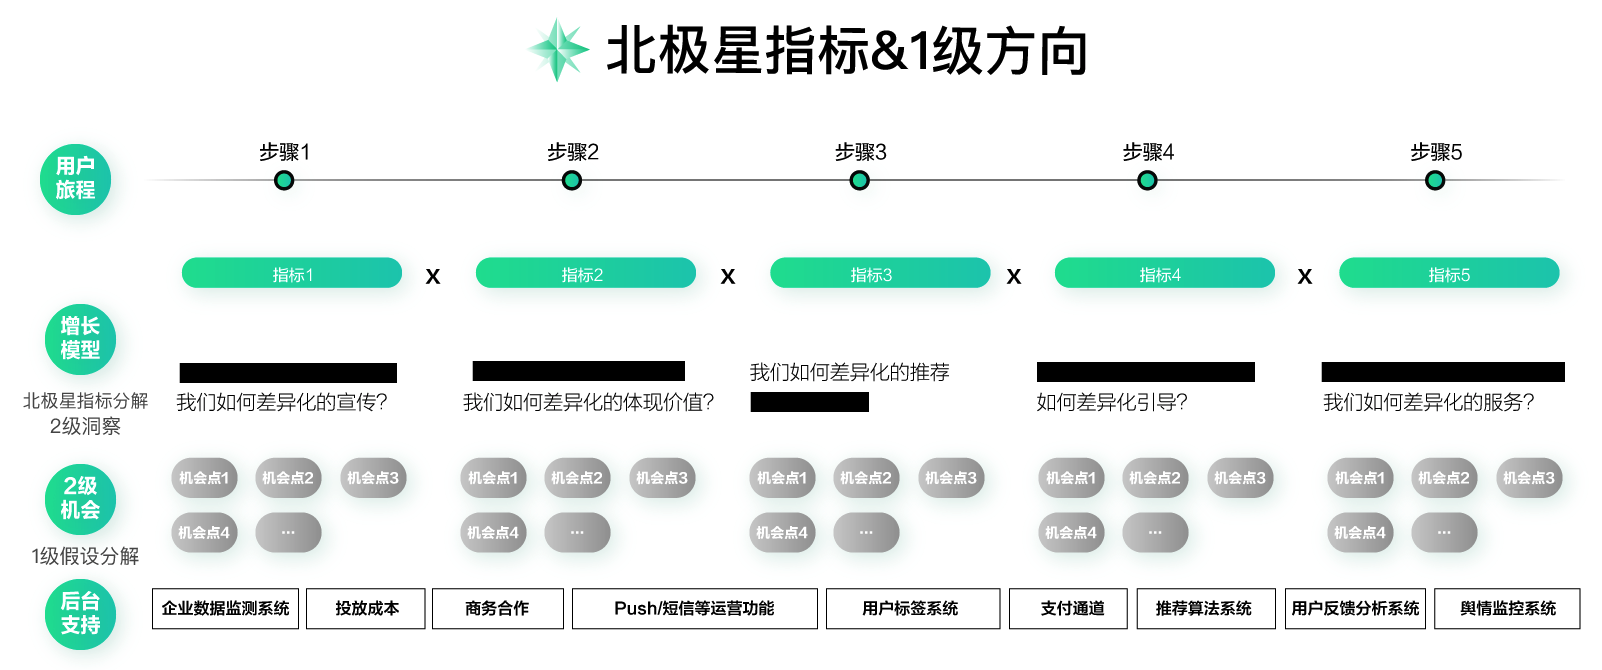 北极星指标&1级方向
用户
旅程
步骤1
步骤2
步骤3
步骤4
步骤5
指标1
x
指标2
x
指标3
x
指标4
x
指标5
增长
模型
北极星指标分解
2级洞察
我们如何差异化的宣传?
我们如何差异化的体现价值?
我们如何差异化的推荐
如何差异化引导?
我们如何差异化的服务?
2级
机会
1级假设分解
机会点1
机会点2
机会点3
机会点4
...
机会点1
机会点2
机会点3
机会点4
...
机会点1
机会点2
机会点3
机会点4
...
机会点1
机会点2
机会点3
机会点4
...
机会点1
机会点2
机会点3
机会点4
...
后台
支持
企业数据监测系统
投放成本
商务合作
Push/短信等运营功能
用户标签系统
支付通道
推荐算法系统
用户反馈分析系统
舆情监控系统